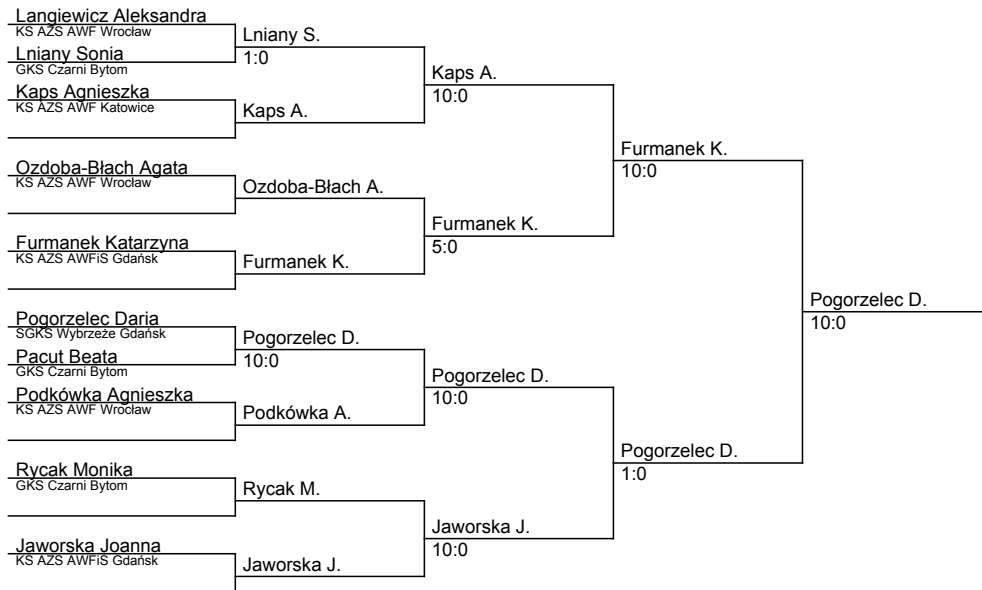 Langiewicz Aleksandra
KS AZS AWF Wrocław
Lniany Sonia
GKS Czarni Bytom
Kaps Agnieszka
KS AZS AWF Katowice
Ozdoba-Błach Agata
KS AZS AWF Wrocław
Furmanek Katarzyna
KS AZS AWFiS Gdańsk
Pogorzelec Daria
SGKS Wybrzeże Gdańsk
Pacut Beata
GKS Czarni Bytom
Podkówka Agnieszka
KS AZS AWF Wrocław
Rycak Monika
GKS Czarni Bytom
Jaworska Joanna
KS AZS AWFiS Gdańsk
Lniany S.
1:0
Kaps A.
Ozdoba-Błach A.
Furmanek K.
Pogorzelec D.
10:0
Podkówka A.
Rycak M.
Jaworska J.
Kaps A.
10:0
Furmanek K.
5:0
Pogorzelec D.
10:0
Jaworska J.
10:0
Furmanek K.
10:0
Pogorzelec D.
1:0
Pogorzelec D.
10:0